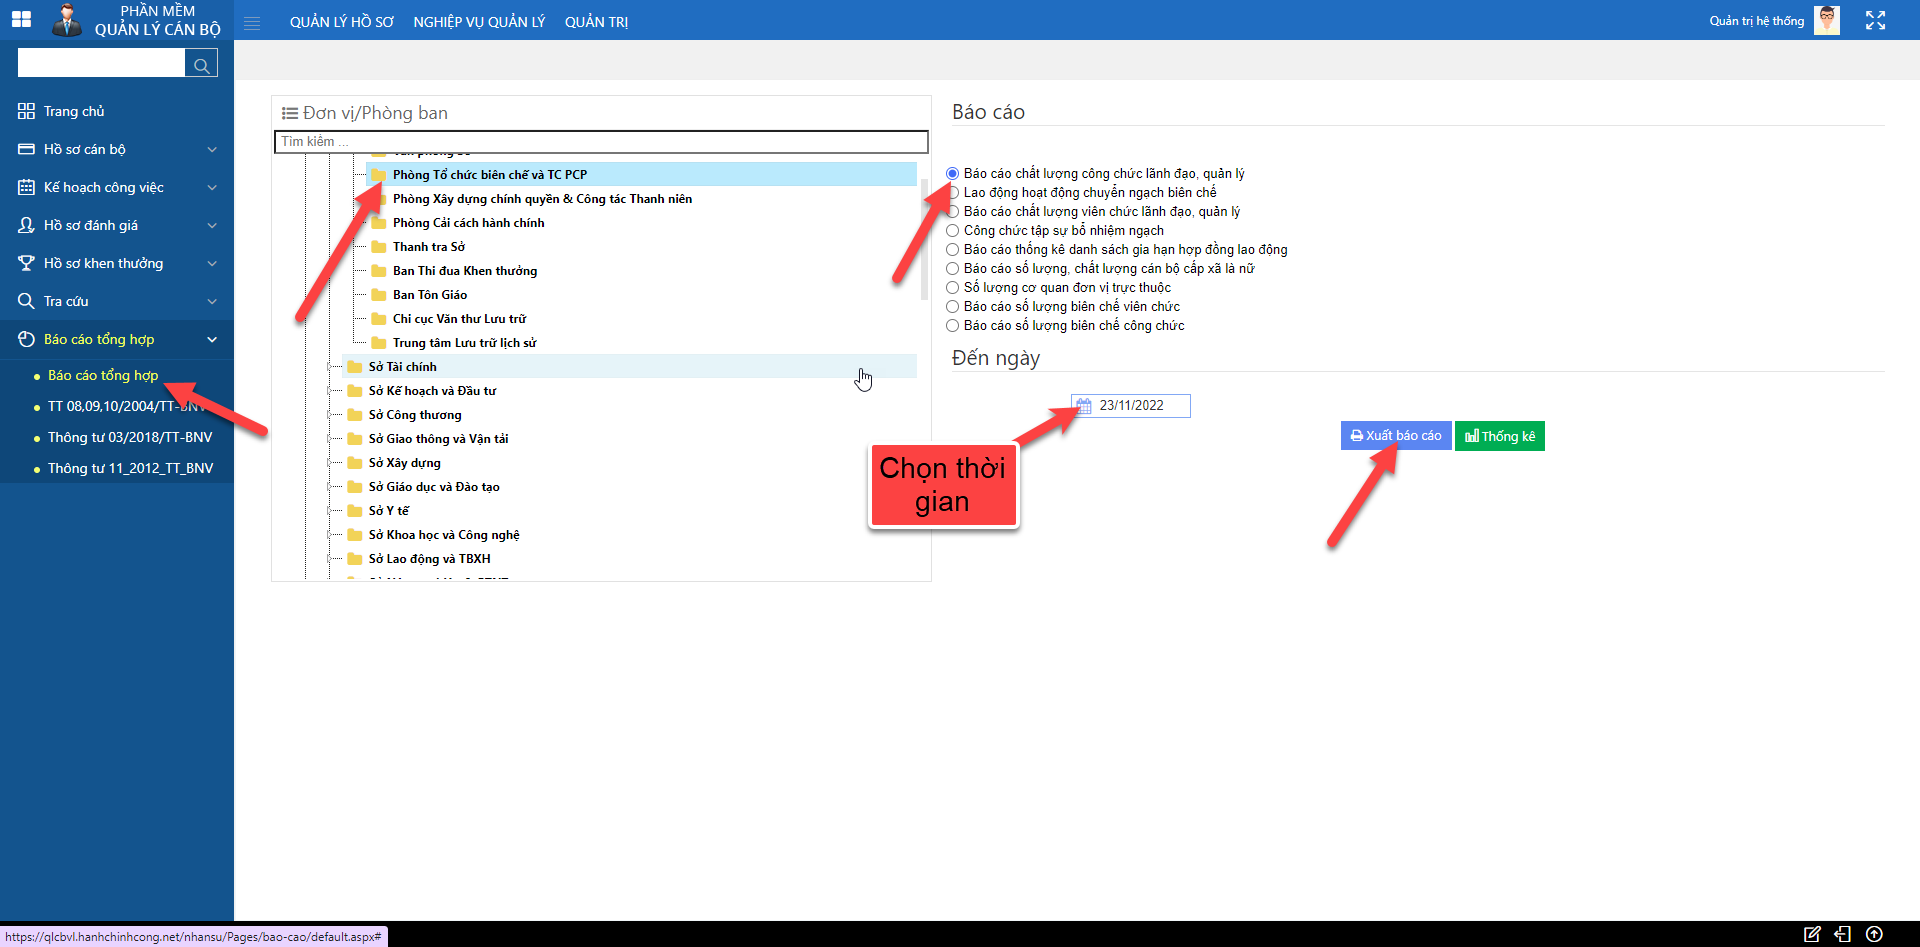 PHẦN MỀM
QUẢN LÝ CÁN BỘ
QUẢN LÝ HỒ SƠ
NGHIỆP VỤ QUẢN LÝ
QUẢN TRỊ
Quản trị hệ thống
Trang chủ
Hồ sơ cán bộ
Kế hoạch công việc
Hồ sơ đánh giá
Hồ sơ khen thưởng
Tra cứu
Báo cáo tổng hợp
Báo cáo tổng hợp
TT 08,09,10/2004/TT-BNV
Thông tư 03/2018/TT-BNV
Thông tư 11_2012_TT_BNV
Đơn vị/Phòng ban
Tìm kiếm ...
Phòng Tổ chức biên chế và TC PCP
Phòng Xây dựng chính quyền & Công tác Thanh niên
Phòng Cải cách hành chính
Thanh tra Sở
Ban Thi đua Khen thưởng
Ban Tôn Giáo
Chi cục Văn thư Lưu trữ
Trung tâm Lưu trữ lịch sử
Sở Tài chính
Sở Kế hoạch và Đầu tư
Sở Công thương
Sở Giao thông và Vận tải
Sở Xây dựng
Sở Giáo dục và Đào tạo
Sở Y tế
Sở Khoa học và Công nghệ
Sở Lao động và TBXH
Báo cáo
Báo cáo chất lượng công chức lãnh đạo, quản lý
Lao động hoạt động chuyển ngạch biên chế
Báo cáo chất lượng viên chức lãnh đạo, quản lý
Công chức tập sự bổ nhiệm ngạch
Báo cáo thống kê danh sách gia hạn hợp đồng lao động
Báo cáo số lượng, chất lượng cán bộ cấp xã là nữ
Số lượng cơ quan đơn vị trực thuộc
Báo cáo số lượng biên chế viên chức
Báo cáo số lượng biên chế công chức
Đến ngày
23/11/2022
Xuất báo cáo
Thống kê
Chọn thời
gian
https://qlcbvl.hanhchinhcong.net/nhansu/Pages/bao-cao/default.aspx#